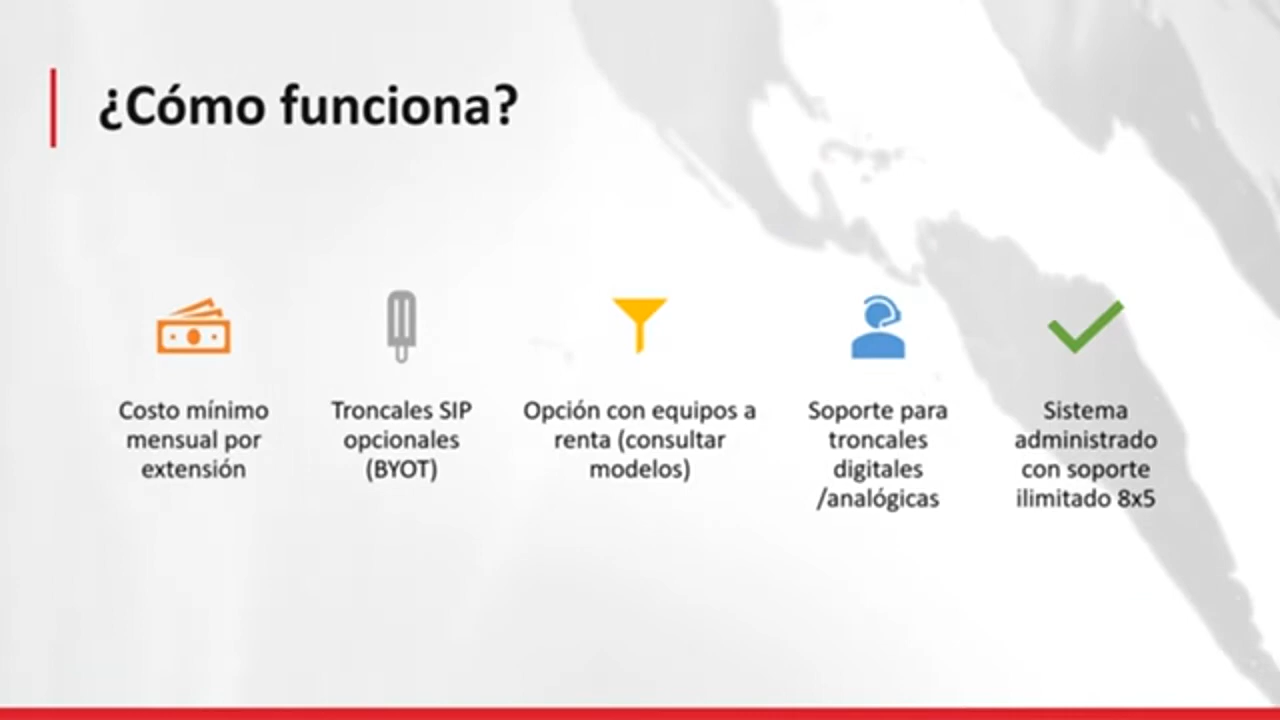 ¿Cómo funciona?
Costo mínimo
mensual por
extensión
Troncales SIP
opcionales
(BYOT)
Opción con equipos a
renta (consultar
modelos)
Soporte para
troncales
digitales
/analógicas
Sistema
administrado
con soporte
ilimitado 8x5